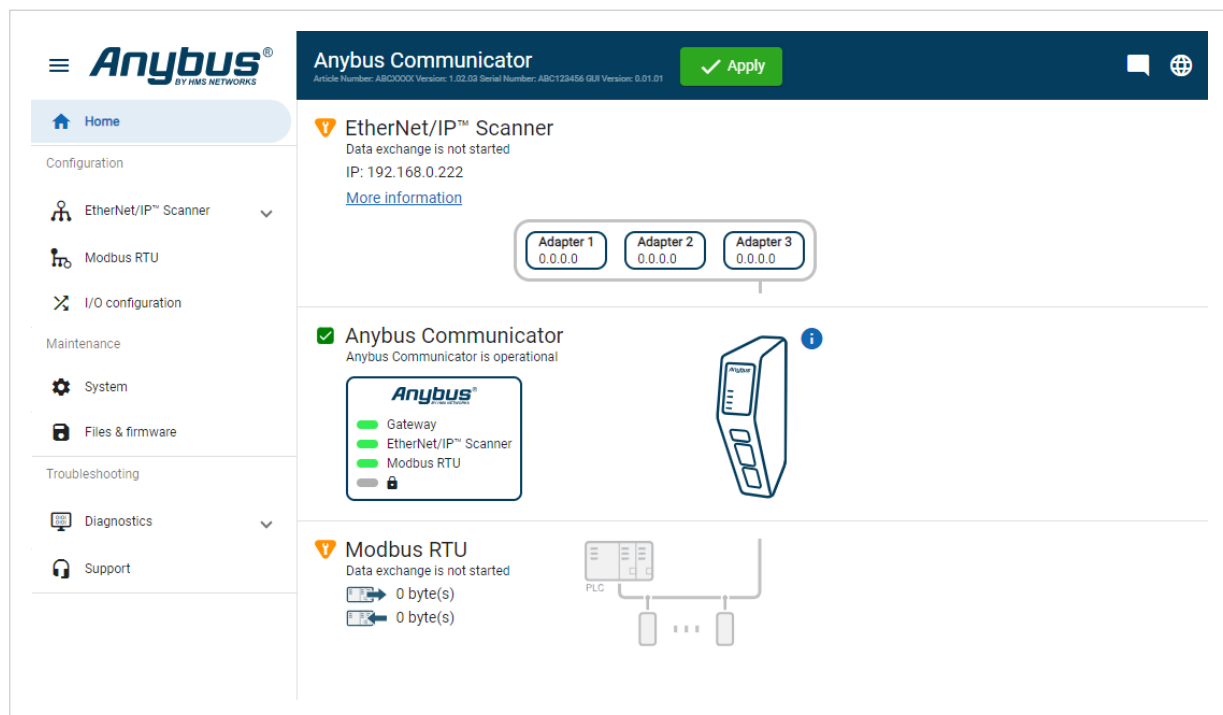 Anybus®
BY HMS NETWORKS
Home
Configuration
EtherNet/IP™ Scanner
Modbus RTU
I/O configuration
Maintenance
System
Files & firmware
Troubleshooting
Diagnostics
Support
Anybus Communicator
Article Number: ABCXXXX Version: 1.02.03 Serial Number: ABC123456 GUI Version: 0.01.01
Apply
EtherNet/IP™ Scanner
Data exchange is not started
IP: 192.168.0.222
More information
Adapter 1
0.0.0.0
Adapter 2
0.0.0.0
Adapter 3
0.0.0.0
Anybus Communicator
Anybus Communicator is operational
Anybus®
BY HMS NETWORKS
Gateway
EtherNet/IP™ Scanner
Modbus RTU
Anybus
Modbus RTU
Data exchange is not started
0 byte(s)
0 byte(s)
PLC